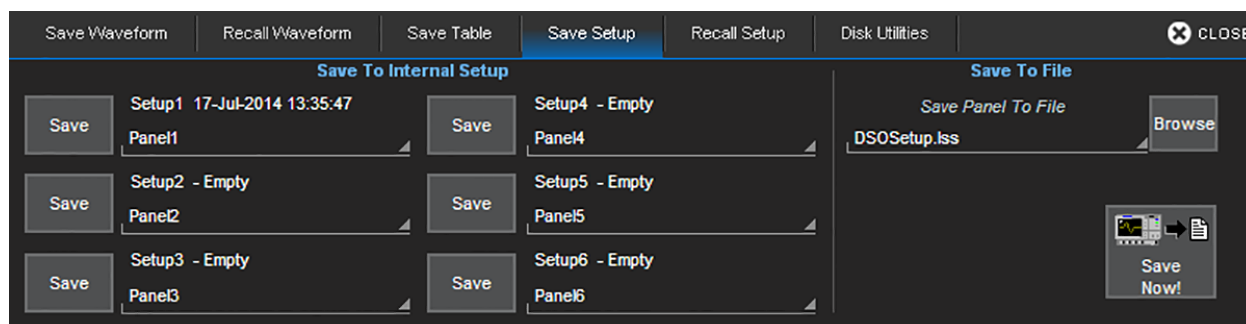 Save Waveform
Recall Waveform
Save Table
Save Setup
Recall Setup
Disk Utilities
CLOSE
Save To Internal Setup
Save
Setup1 17-Jul-2014 13:35:47
Panel1
Save
Setup2 - Empty
Panel2
Save
Setup3 - Empty
Panel3
Save
Setup4 - Empty
Panel4
Save
Setup5 - Empty
Panel5
Save
Setup6 - Empty
Panel6
Save To File
Save Panel To File
DSOSetup.lss
Browse
Save
Now!